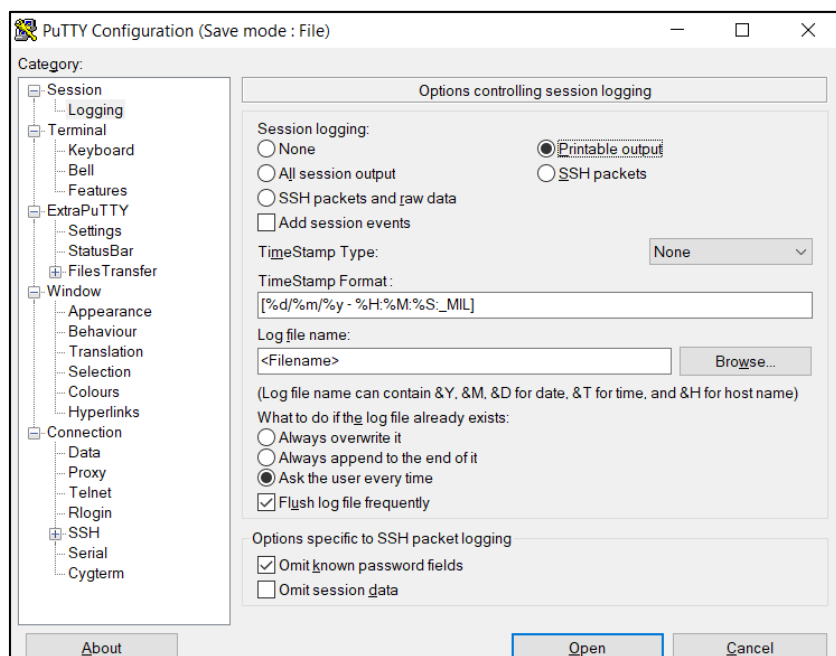 PuTTY Configuration (Save mode : File)
Category:
Session
Logging
Terminal
Keyboard
Bell
Features
ExtraPuTTY
Settings
StatusBar
FilesTransfer
Window
Appearance
Behaviour
Translation
Selection
Colours
Hyperlinks
Connection
Data
Proxy
Telnet
Rlogin
SSH
Serial
Cygterm
Options controlling session logging
Session logging:
None
Printable output
All session output
SSH packets
SSH packets and raw data
Add session events
TimeStamp Type:
None
TimeStamp Format :
[%d/%m/%y - %H:%M:%S:_MIL]
Log file name:
<Filename>
Browse...
(Log file name can contain &Y, &M, &D for date, &T for time, and &H for host name)
What to do if the log file already exists:
Always overwrite it
Always append to the end of it
Ask the user every time
Flush log file frequently
Options specific to SSH packet logging
Omit known password fields
Omit session data
About
Open
Cancel